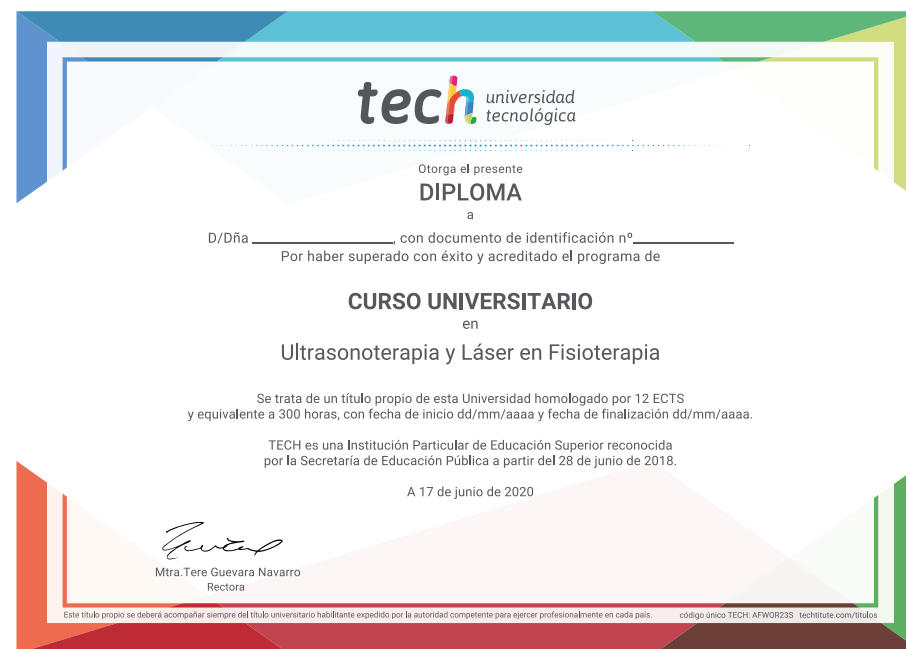 tech universidad
tecnológica
Otorga el presente
DIPLOMA
a
D/Dña ____________, con documento de identificación nº____________
Por haber superado con éxito y acreditado el programa de
CURSO UNIVERSITARIO
en
Ultrasonoterapia y Láser en Fisioterapia
Se trata de un título propio de esta Universidad homologado por 12 ECTS
y equivalente a 300 horas, con fecha de inicio dd/mm/aaaa y fecha de finalización dd/mm/aaaa.
TECH es una Institución Particular de Educación Superior reconocida
por la Secretaría de Educación Pública a partir del 28 de junio de 2018.
A 17 de junio de 2020
Mtra.Tere Guevara Navarro
Rectora
Este título propio se deberá acompañar siempre del título universitario habilitante expedido por la autoridad competente para ejercer profesionalmente en cada país. código único TECH: AFWOR23S techtitute.com/titulos